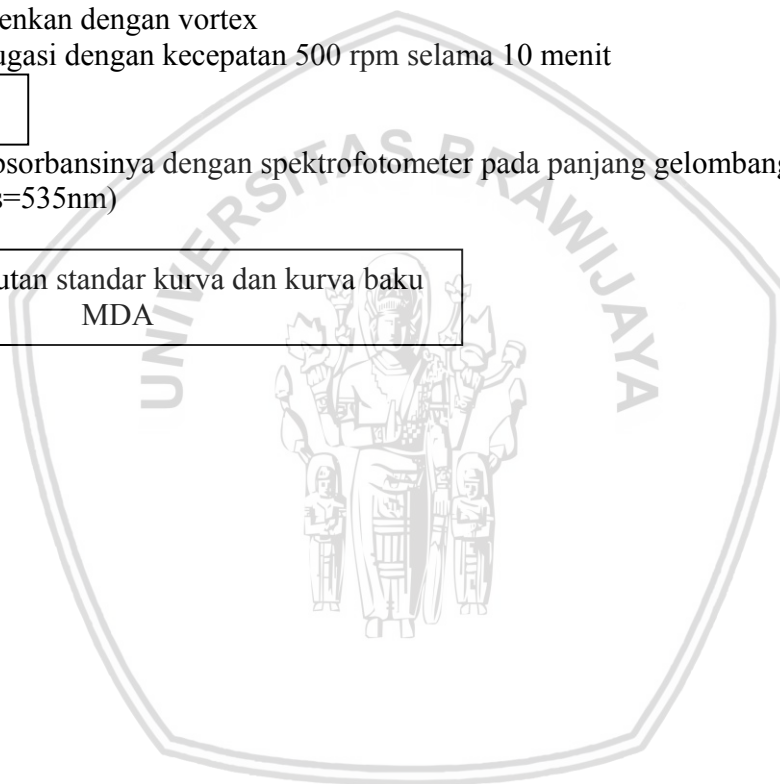 enkan dengan vortex
ugasi dengan kecepatan 500 rpm selama 10 menit
bsorbansinya dengan spektrofotometer pada panjang gelombang
s=535nm)
utan standar kurva dan kurva baku
MDA
UNIVERSITAS BRAWIJAYA